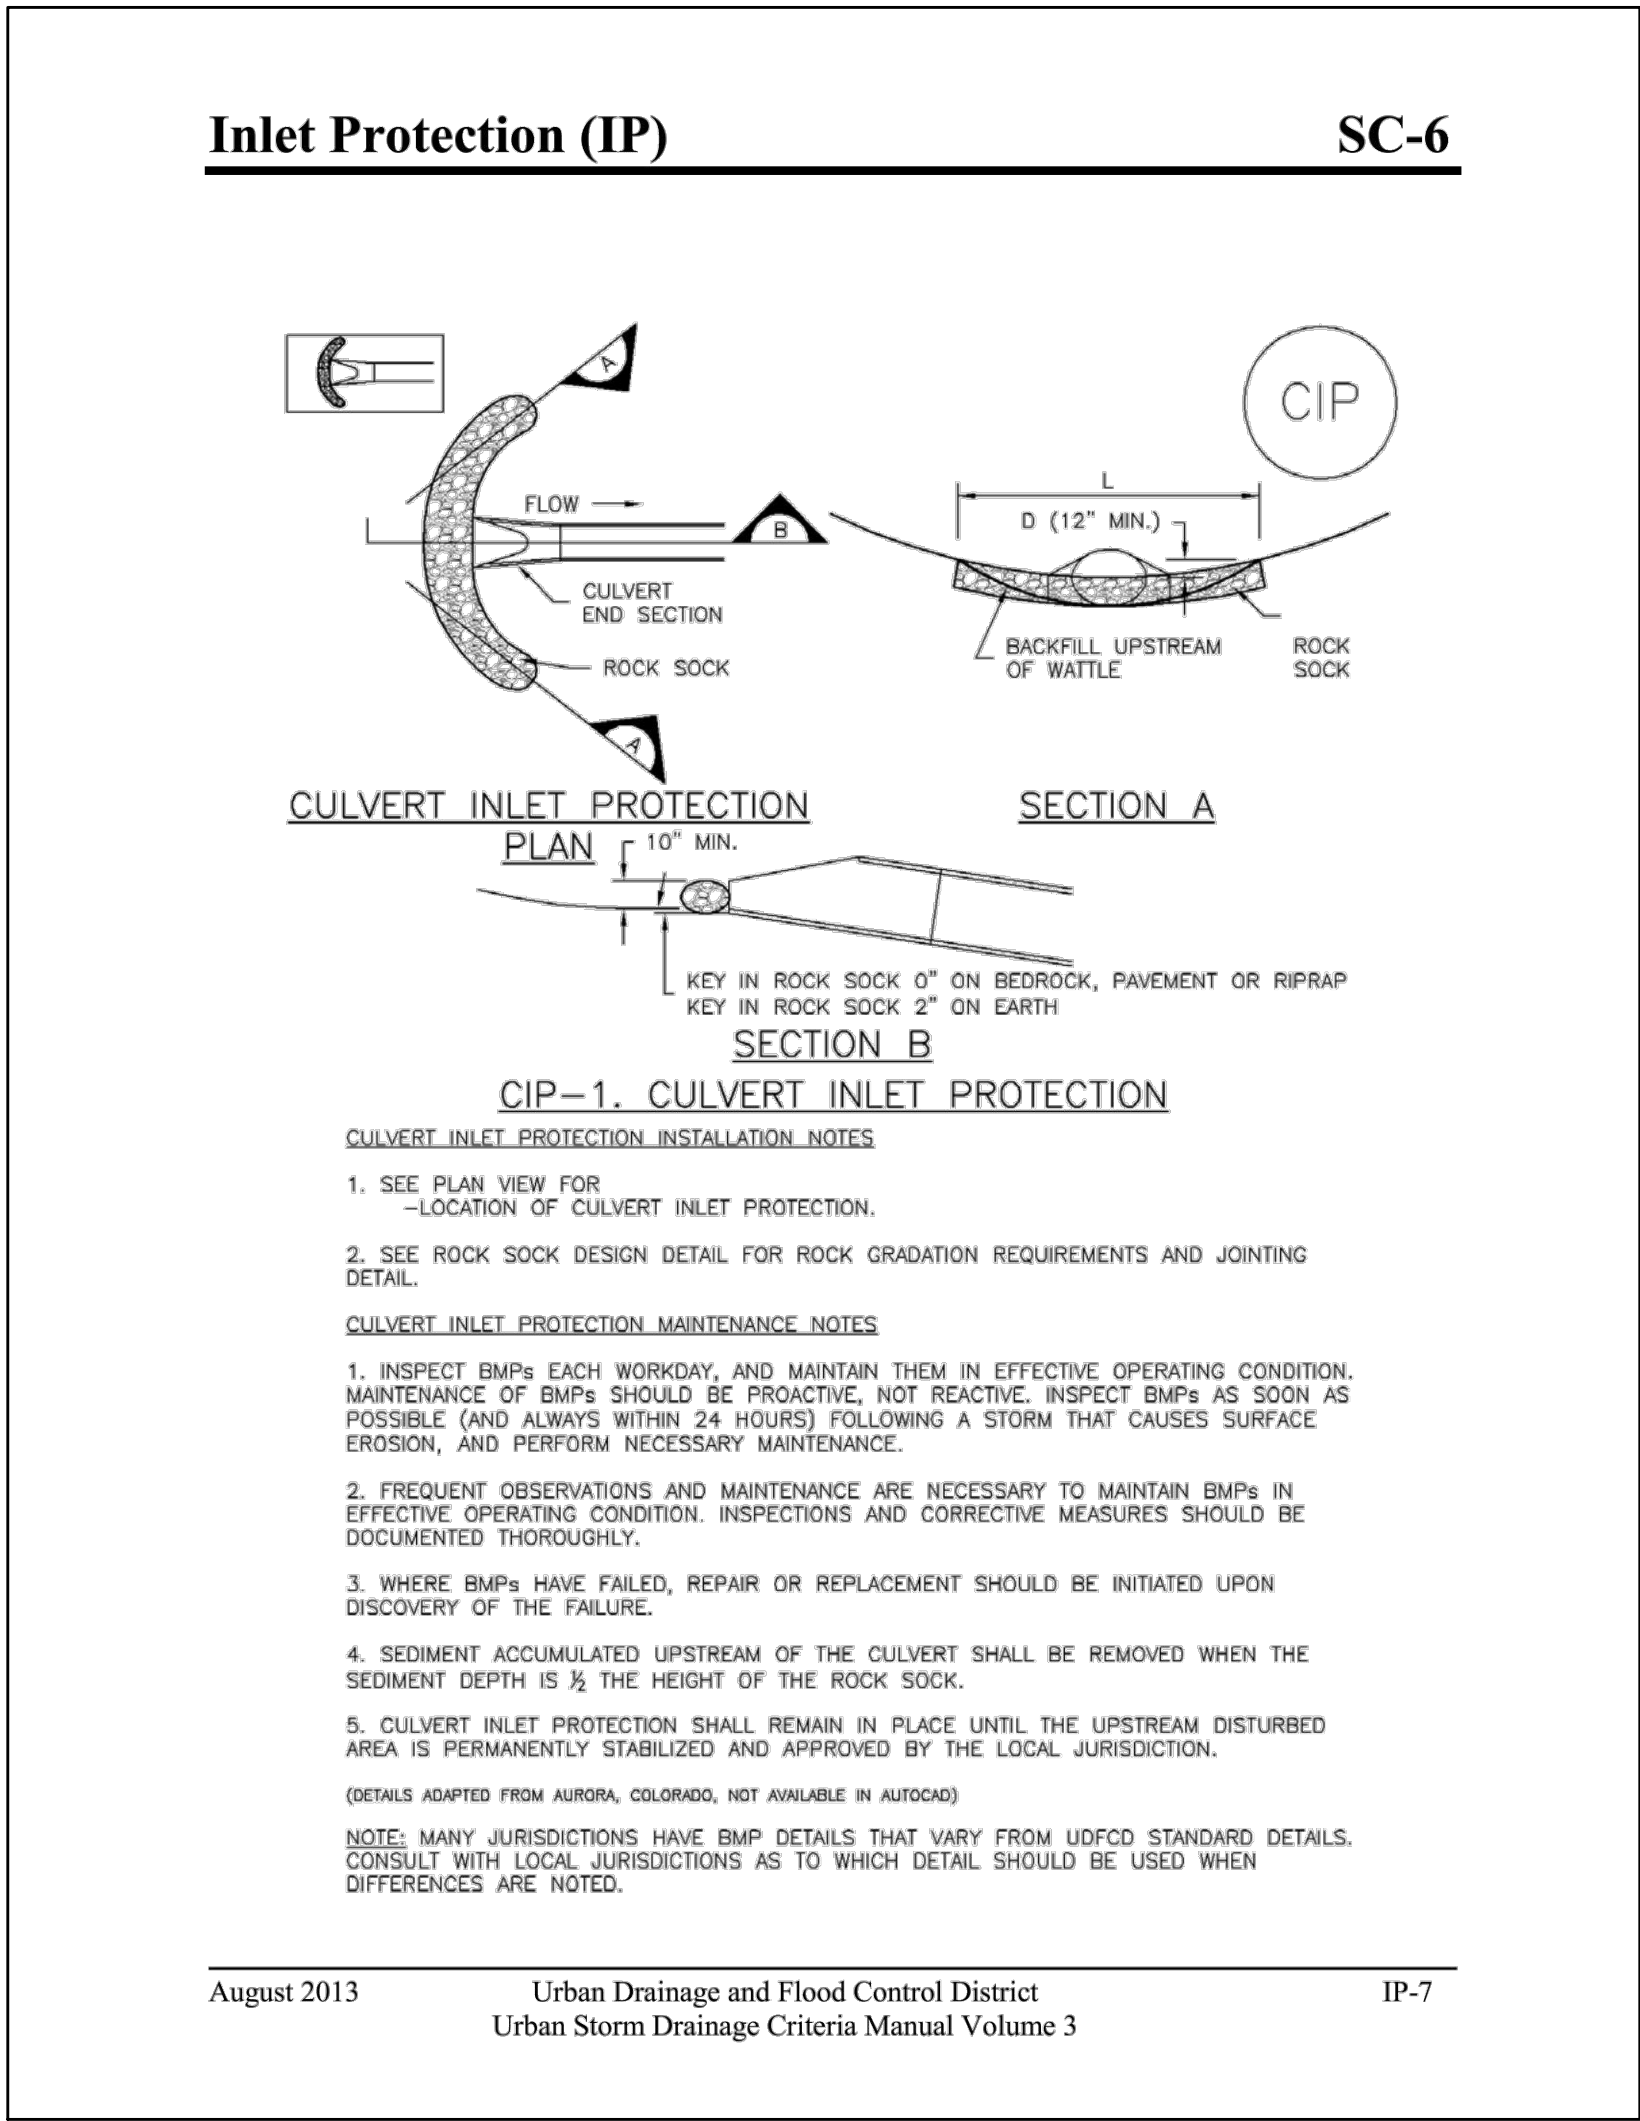 Inlet Protection (IP) SC-6
A
CIP
L
FLOW
D (12" MIN.)
B
CULVERT
END SECTION
BACKFILL UPSTREAM
OF WATTLE
ROCK
SOCK
ROCK SOCK
A
CULVERT INLET PROTECTION
PLAN
SECTION A
10" MIN.
KEY IN ROCK SOCK 0" ON BEDROCK, PAVEMENT OR RIPRAP
KEY IN ROCK SOCK 2" ON EARTH
SECTION B
CIP-1. CULVERT INLET PROTECTION
CULVERT INLET PROTECTION INSTALLATION NOTES
1. SEE PLAN VIEW FOR
-LOCATION OF CULVERT INLET PROTECTION.
2. SEE ROCK SOCK DESIGN DETAIL FOR ROCK GRADATION REQUIREMENTS AND JOINTING
DETAIL.
CULVERT INLET PROTECTION MAINTENANCE NOTES
1. INSPECT BMPs EACH WORKDAY, AND MAINTAIN THEM IN EFFECTIVE OPERATING CONDITION.
MAINTENANCE OF BMPs SHOULD BE PROACTIVE, NOT REACTIVE. INSPECT BMPs AS SOON AS
POSSIBLE (AND ALWAYS WITHIN 24 HOURS) FOLLOWING A STORM THAT CAUSES SURFACE
EROSION, AND PERFORM NECESSARY MAINTENANCE.
2. FREQUENT OBSERVATIONS AND MAINTENANCE ARE NECESSARY TO MAINTAIN BMPs IN
EFFECTIVE OPERATING CONDITION. INSPECTIONS AND CORRECTIVE MEASURES SHOULD BE
DOCUMENTED THOROUGHLY.
3. WHERE BMPs HAVE FAILED, REPAIR OR REPLACEMENT SHOULD BE INITIATED UPON
DISCOVERY OF THE FAILURE.
4. SEDIMENT ACCUMULATED UPSTREAM OF THE CULVERT SHALL BE REMOVED WHEN THE
SEDIMENT DEPTH IS ½ THE HEIGHT OF THE ROCK SOCK.
5. CULVERT INLET PROTECTION SHALL REMAIN IN PLACE UNTIL THE UPSTREAM DISTURBED
AREA IS PERMANENTLY STABILIZED AND APPROVED BY THE LOCAL JURISDICTION.
(DETAILS ADAPTED FROM AURORA, COLORADO, NOT AVAILABLE IN AUTOCAD)
NOTE: MANY JURISDICTIONS HAVE BMP DETAILS THAT VARY FROM UDFCD STANDARD DETAILS.
CONSULT WITH LOCAL JURISDICTIONS AS TO WHICH DETAIL SHOULD BE USED WHEN
DIFFERENCES ARE NOTED.
August 2013 Urban Drainage and Flood Control District IP-7
Urban Storm Drainage Criteria Manual Volume 3